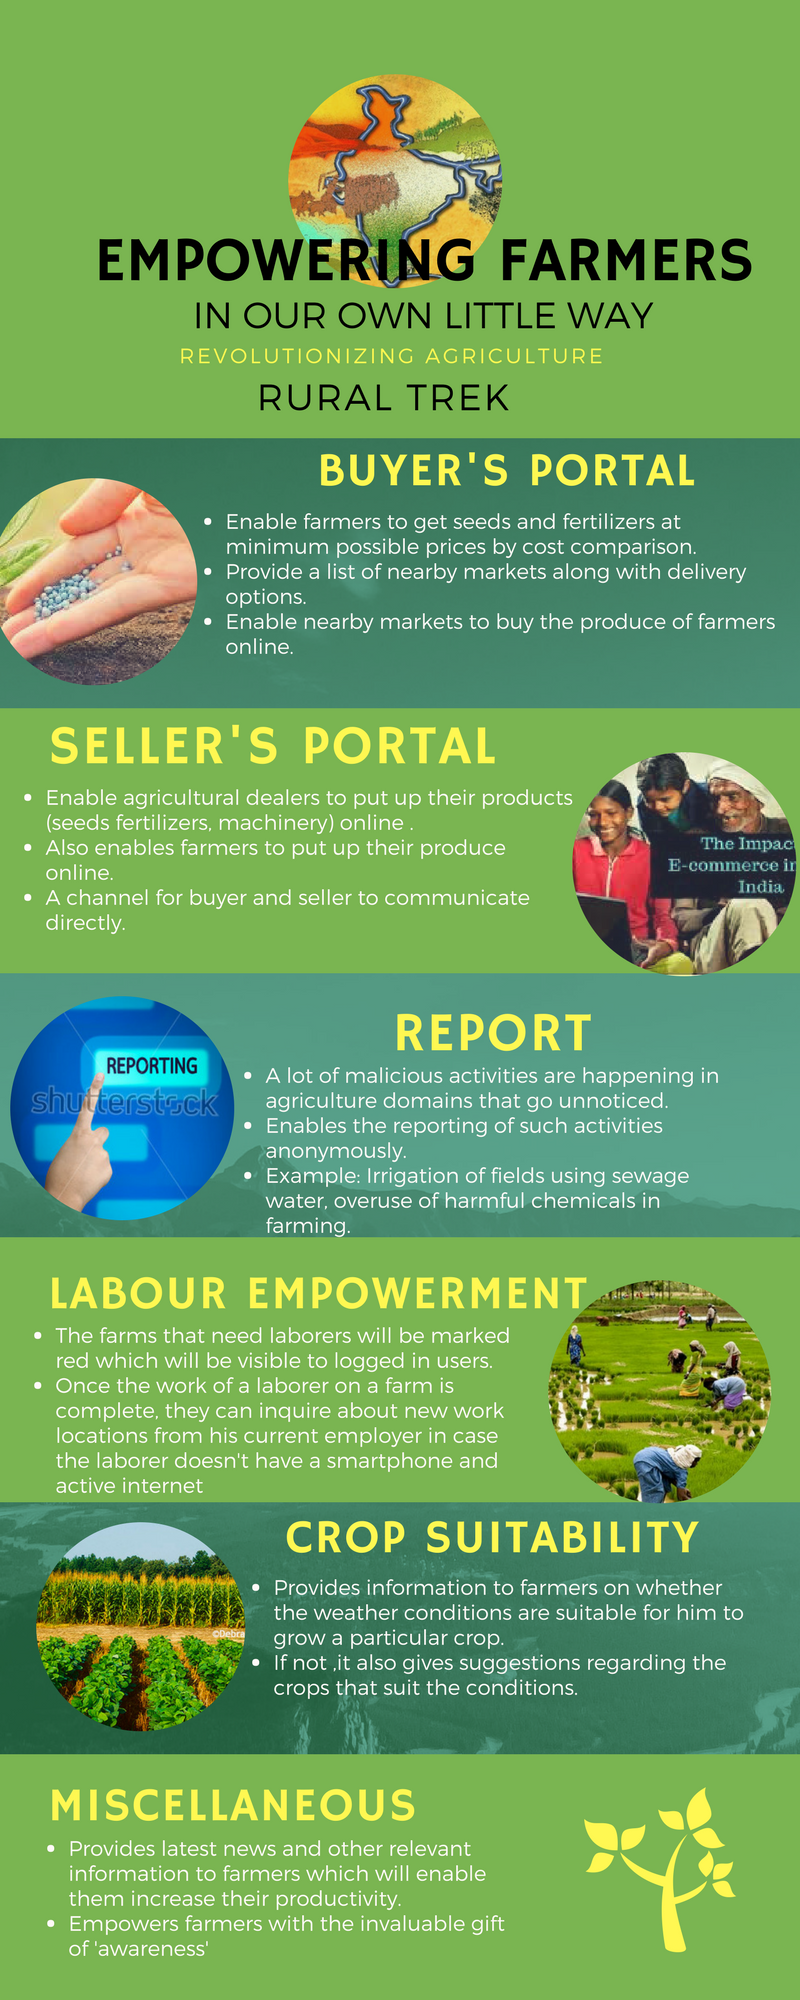 EMPOWERING FARMERS
IN OUR OWN LITTLE WAY
REVOLUTIONIZING AGRICULTURE
RURAL TREK
BUYER'S PORTAL
• Enable farmers to get seeds and fertilizers at
minimum possible prices by cost comparison.
• Provide a list of nearby markets along with delivery
options.
• Enable nearby markets to buy the produce of farmers
online.
SELLER'S PORTAL
• Enable agricultural dealers to put up their products
(seeds fertilizers, machinery) online .
• Also enables farmers to put up their produce
online.
• A channel for buyer and seller to communicate
directly.
The Impac
E-commerce in
India
REPORT
REPORTING
shutterstock
• A lot of malicious activities are happening in
agriculture domains that go unnoticed.
• Enables the reporting of such activities
anonymously.
• Example: Irrigation of fields using sewage
water, overuse of harmful chemicals in
farming.
LABOUR EMPOWERMENT
• The farms that need laborers will be marked
red which will be visible to logged in users.
• Once the work of a laborer on a farm is
complete, they can inquire about new work
locations from his current employer in case
the laborer doesn't have a smartphone and
active internet
CROP SUITABILITY
• Provides information to farmers on whether
the weather conditions are suitable for him to
grow a particular crop.
• If not ,it also gives suggestions regarding the
crops that suit the conditions.
©Debra
MISCELLANEOUS
• Provides latest news and other relevant
information to farmers which will enable
them increase their productivity.
• Empowers farmers with the invaluable gift
of 'awareness'